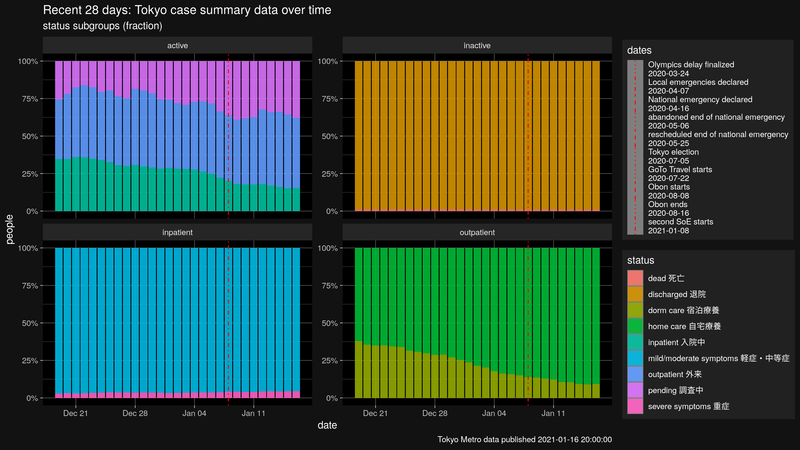 Recent 28 days: Tokyo case summary data over time
status subgroups (fraction)
active
inactive
100%
75%
50%
25%
0%
100%
75%
50%
25%
0%
inpatient
outpatient
100%
75%
50%
25%
0%
100%
75%
50%
25%
0%
Dec 21
Dec 28
Jan 04
Jan 11
Dec 21
Dec 28
Jan 04
Jan 11
people
date
dates
Olympics delay finalized
2020-03-24
Local emergencies declared
2020-04-07
National emergency declared
2020-04-16
abandoned end of national emergency
2020-05-06
rescheduled end of national emergency
2020-05-25
Tokyo election
2020-07-05
GoTo Travel starts
2020-07-22
Obon starts
2020-08-08
Obon ends
2020-08-16
second SoE starts
2021-01-08
status
dead 死亡
discharged 退院
dorm care 宿泊療養
home care 自宅療養
inpatient 入院中
mild/moderate symptoms 軽症・中等症
outpatient 外来
pending 調査中
severe symptoms 重症
Tokyo Metro data published 2021-01-16 20:00:00